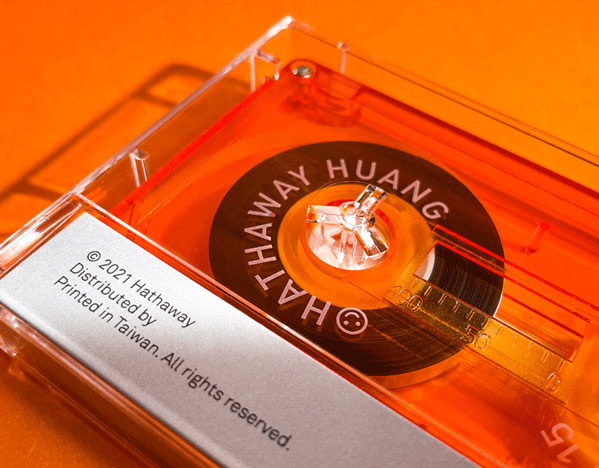 HATHAWAY HUANG
© 2021 Hathaway
Distributed by
Printed in Taiwan. All rights reserved.
100
50
0
15